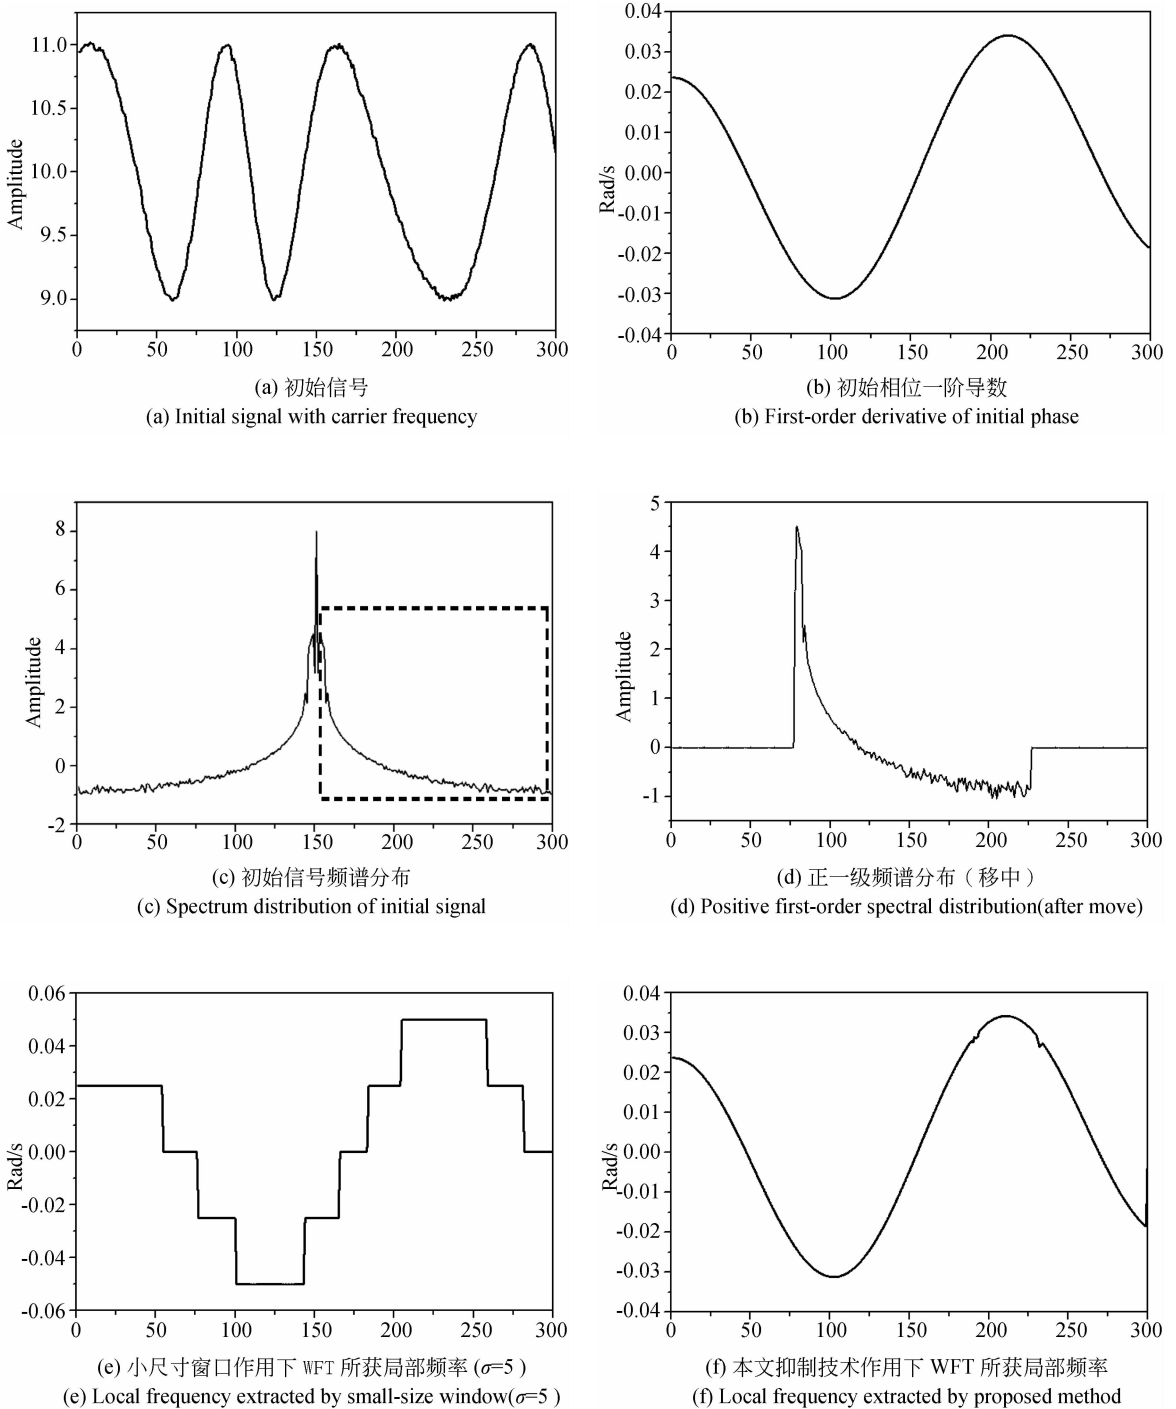 11.0
10.5
10.0
9.5
9.0
Amplitude
0 50 100 150 200 250 300
(a) 初始信号
(a) Initial signal with carrier frequency
0.04
0.03
0.02
0.01
0.00
-0.01
-0.02
-0.03
-0.04
Rad/s
0 50 100 150 200 250 300
(b) 初始相位一阶导数
(b) First-order derivative of initial phase
8
6
4
2
0
-2
Amplitude
0 50 100 150 200 250 300
(c) 初始信号频谱分布
(c) Spectrum distribution of initial signal
5
4
3
2
1
0
-1
Amplitude
0 50 100 150 200 250 300
(d) 正一级频谱分布（移中）
(d) Positive first-order spectral distribution(after move)
0.06
0.04
0.02
0.00
-0.02
-0.04
-0.06
Rad/s
0 50 100 150 200 250 300
(e) 小尺寸窗口作用下 WFT 所获局部频率 (σ=5 )
(e) Local frequency extracted by small-size window(σ=5 )
0.04
0.03
0.02
0.01
0.00
-0.01
-0.02
-0.03
-0.04
Rad/s
0 50 100 150 200 250 300
(f) 本文抑制技术作用下 WFT 所获局部频率
(f) Local frequency extracted by proposed method